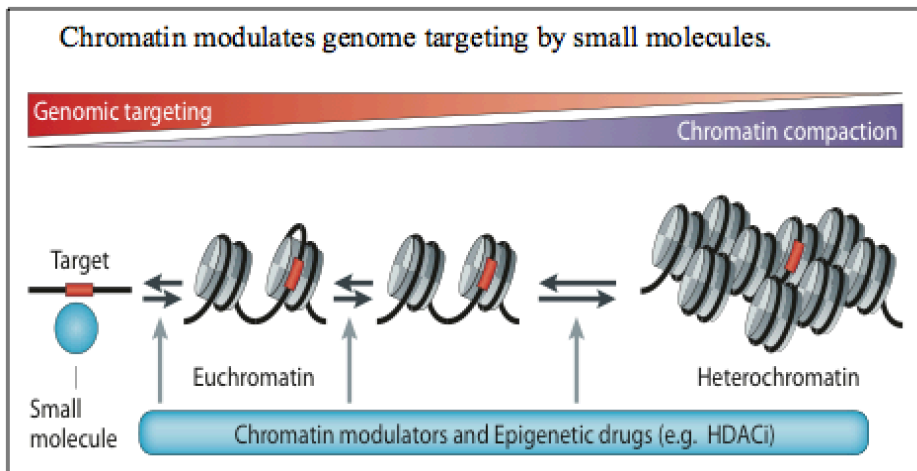 Chromatin modulates genome targeting by small molecules.
Genomic targeting
Chromatin compaction
Target
Euchromatin
Heterochromatin
Small
molecule
Chromatin modulators and Epigenetic drugs (e.g. HDACi)